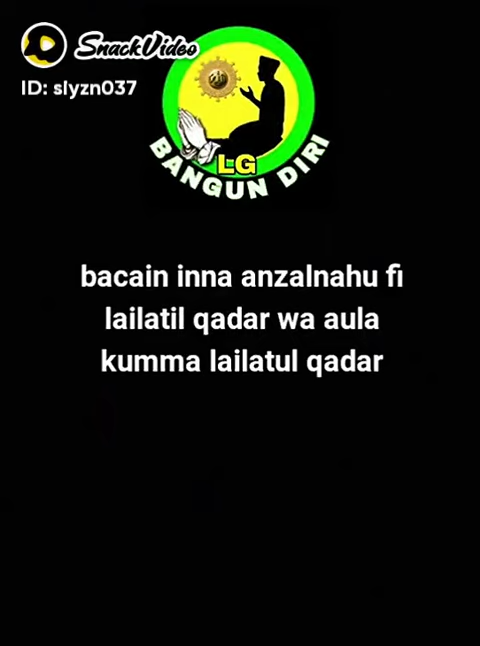 SnackVideo
ID: slyzn037
LG
BANGUN DIRI
bacain inna anzalnahu fi
lailatil qadar wa aula
kumma lailatul qadar